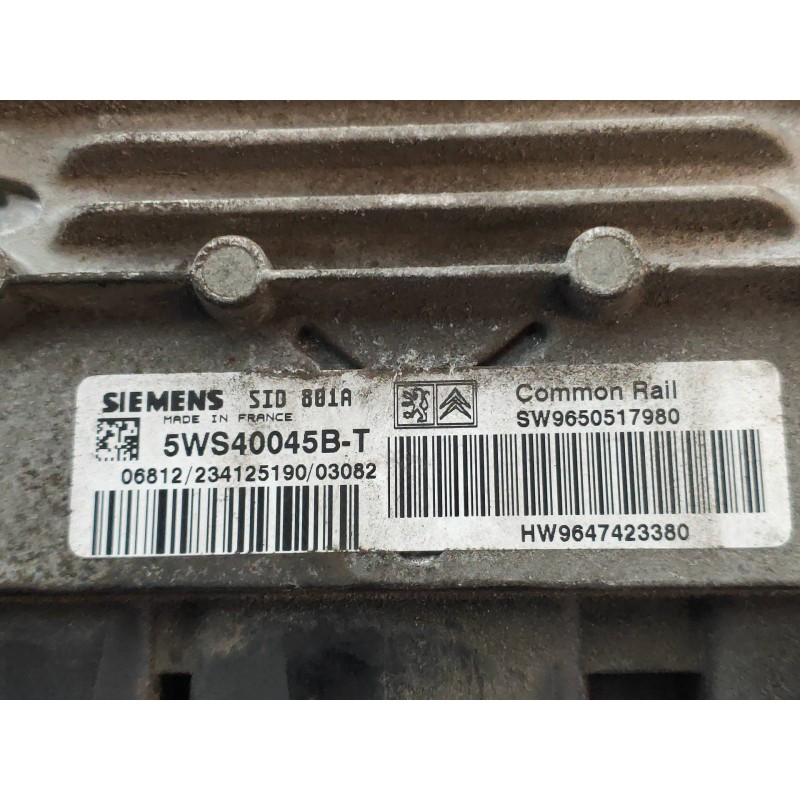 SIEMENS SID 801A
MADE IN FRANCE
5WS40045B-T
06812/234125190/03082
Common Rail
SW9650517980
HW9647423380